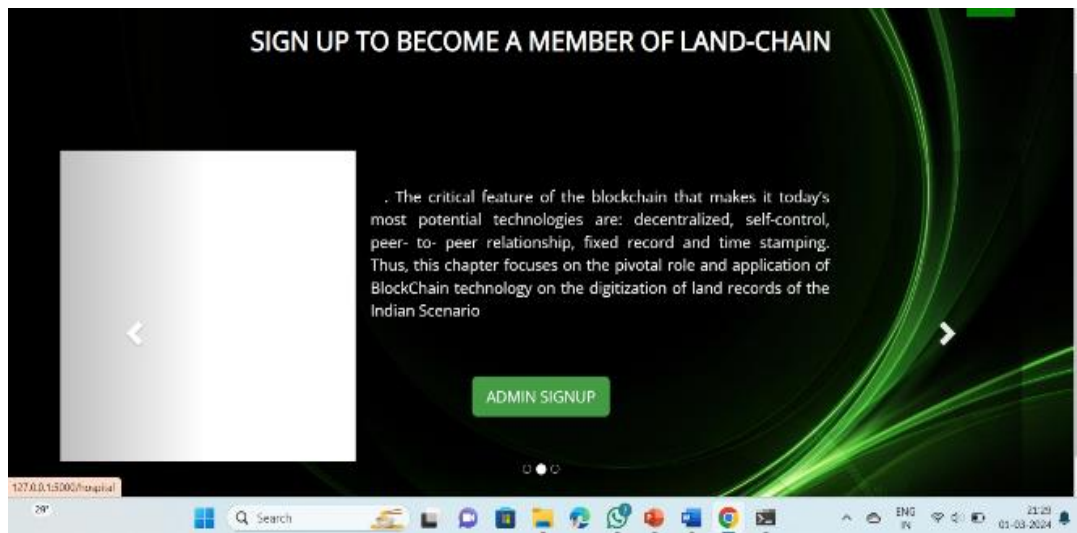 SIGN UP TO BECOME A MEMBER OF LAND-CHAIN
. The critical feature of the blockchain that makes it today's
most potential technologies are: decentralized, self-control,
peer- to- peer relationship, fixed record and time stamping.
Thus, this chapter focuses on the pivotal role and application of
BlockChain technology on the digitization of land records of the
Indian Scenario
ADMIN SIGNUP
127.0.0.1:5000/hospital
29°
Search
ENG
IN
21:29
01-03-2024